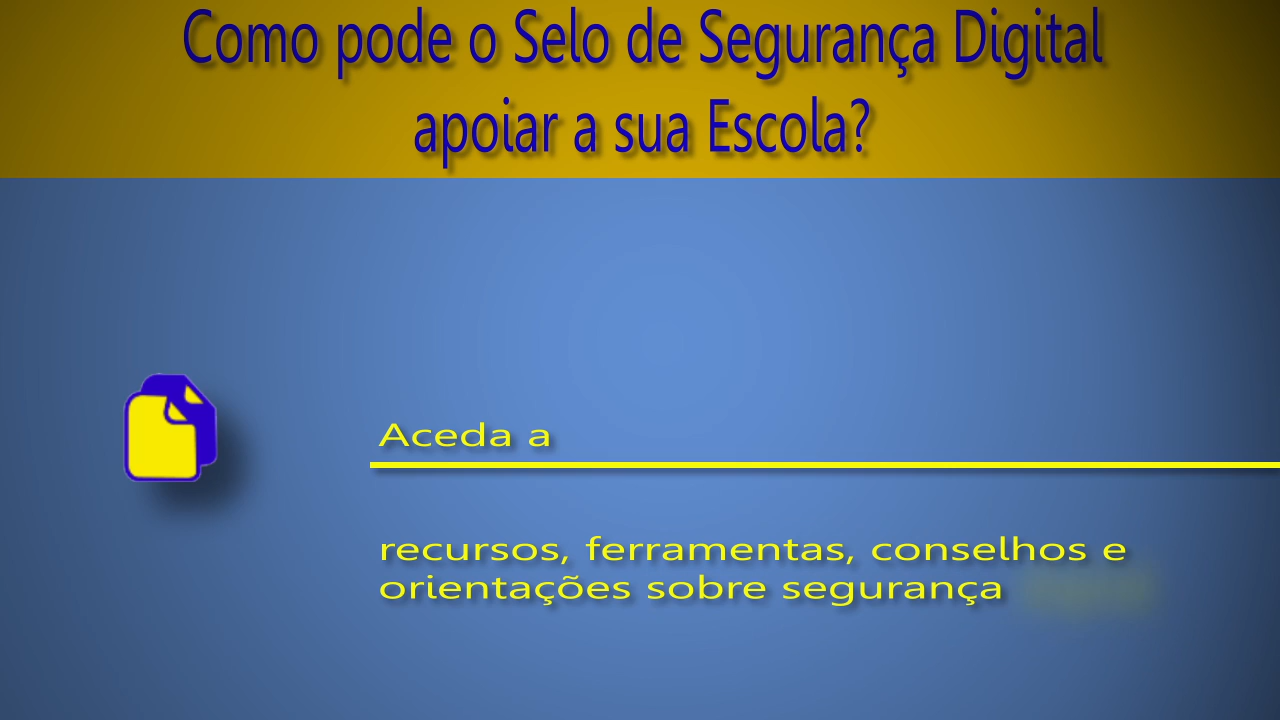 Como pode o Selo de Segurança Digital
apoiar a sua Escola?
Aceda a
recursos, ferramentas, conselhos e
orientações sobre segurança